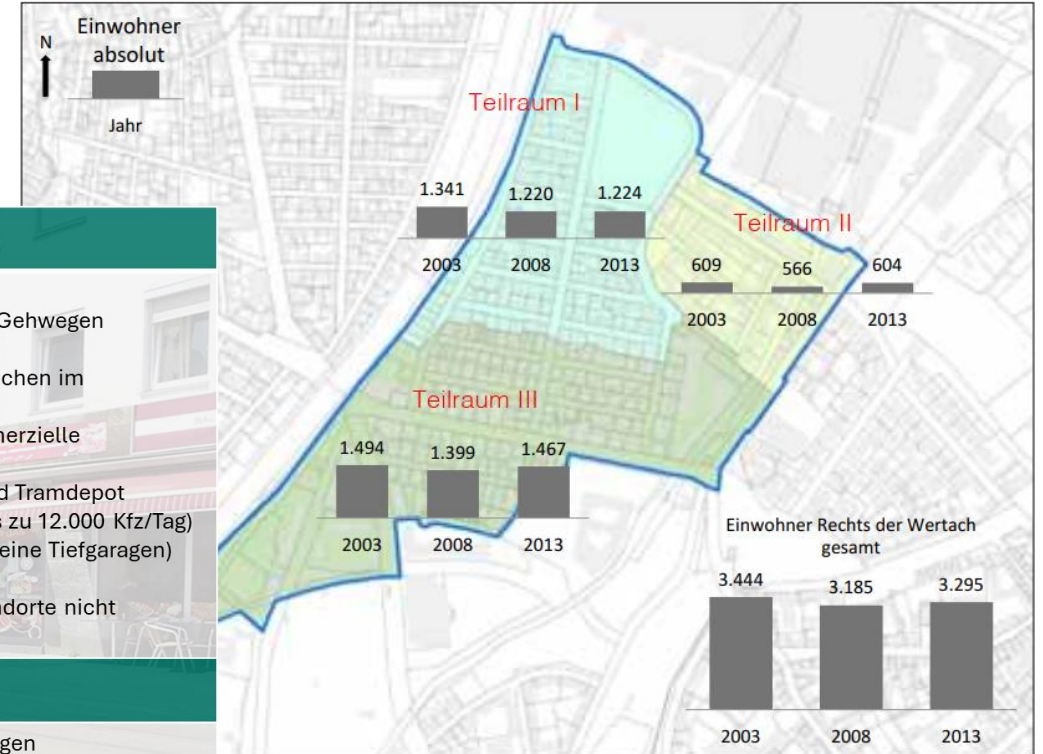 Einwohner
absolut
N
Jahr
Teilraum I
1.341 1.220 1.224
2003 2008 2013
Teilraum II
609 566 604
2003 2008 2013
Teilraum III
1.494 1.399 1.467
2003 2008 2013
Einwohner Rechts der Wertach
gesamt
3.444 3.185 3.295
2003 2008 2013
Gehwegen
chen im
nerzielle
d Tramdepot
s zu 12.000 Kfz/Tag)
eine Tiefgaragen)
ndorte nicht
gen